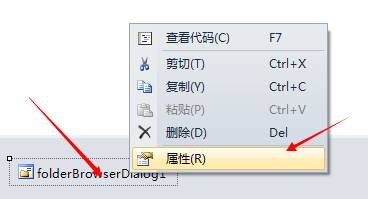 查看代码(C) F7
剪切(T) Ctrl+X
复制(Y) Ctrl+C
粘贴(P) Ctrl+V
删除(D) Del
属性(R)
folderBrowserDialog1